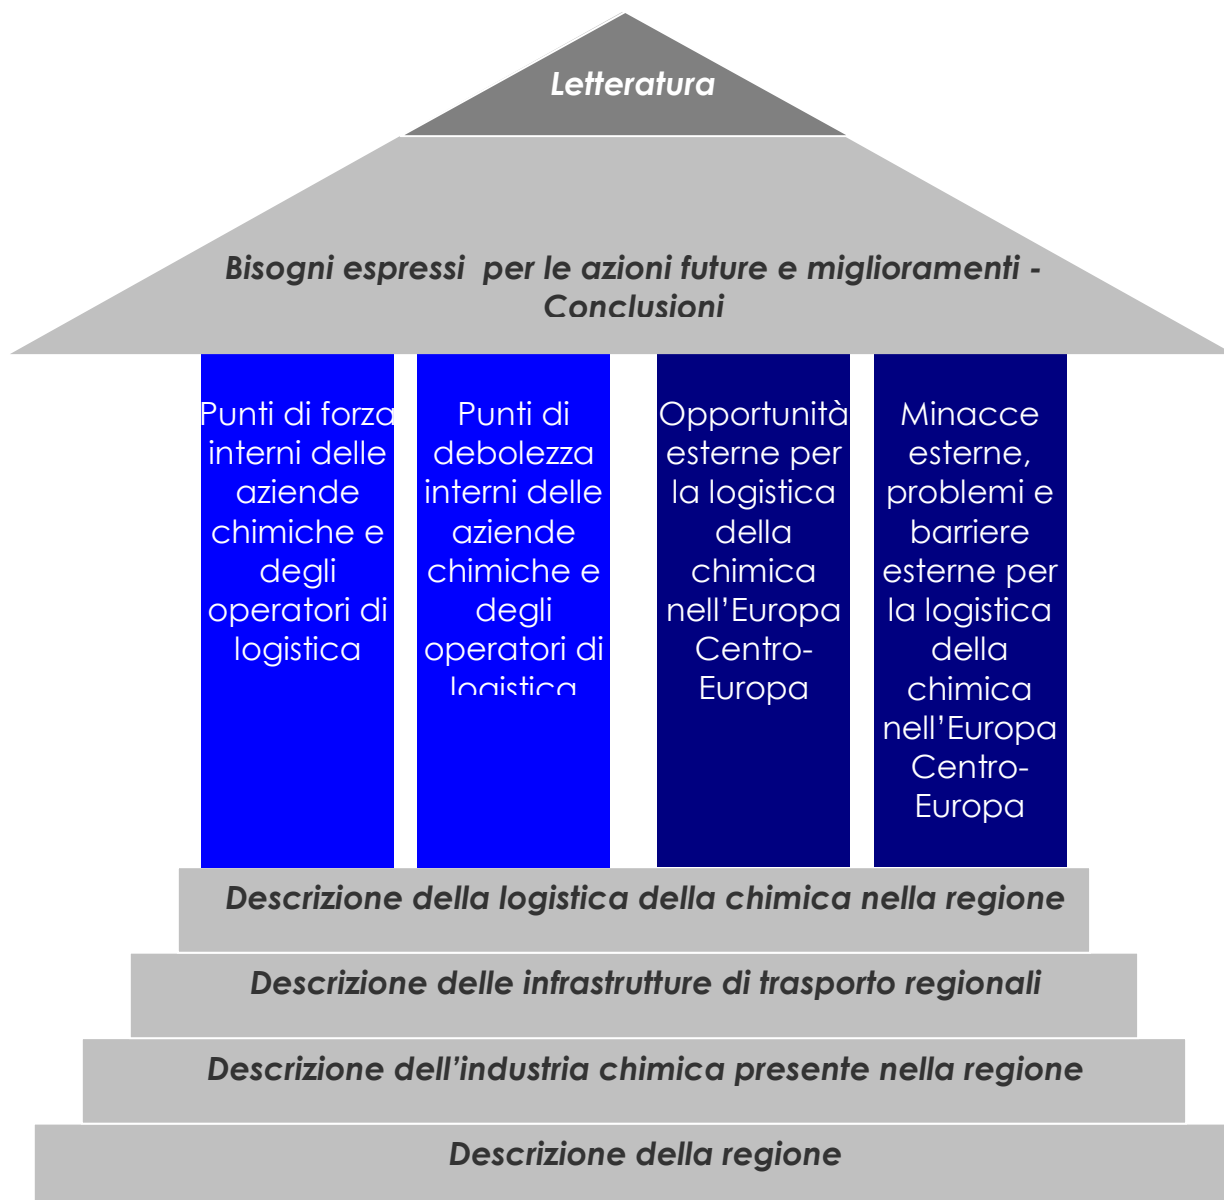 Letteratura
Bisogni espressi  per le azioni future e miglioramenti -
Conclusioni
Punti di forza
interni delle
aziende
chimiche e
degli
operatori di
logistica
Punti di
debolezza
interni delle
aziende
chimiche e
degli
operatori di
logistica
Opportunità
esterne per
la logistica
della
chimica
nell’Europa
Centro-
Europa
Minacce
esterne,
problemi e
barriere
esterne per
la logistica
della
chimica
nell’Europa
Centro-
Europa
Descrizione della logistica della chimica nella regione
Descrizione delle infrastrutture di trasporto regionali
Descrizione dell’industria chimica presente nella regione
Descrizione della regione